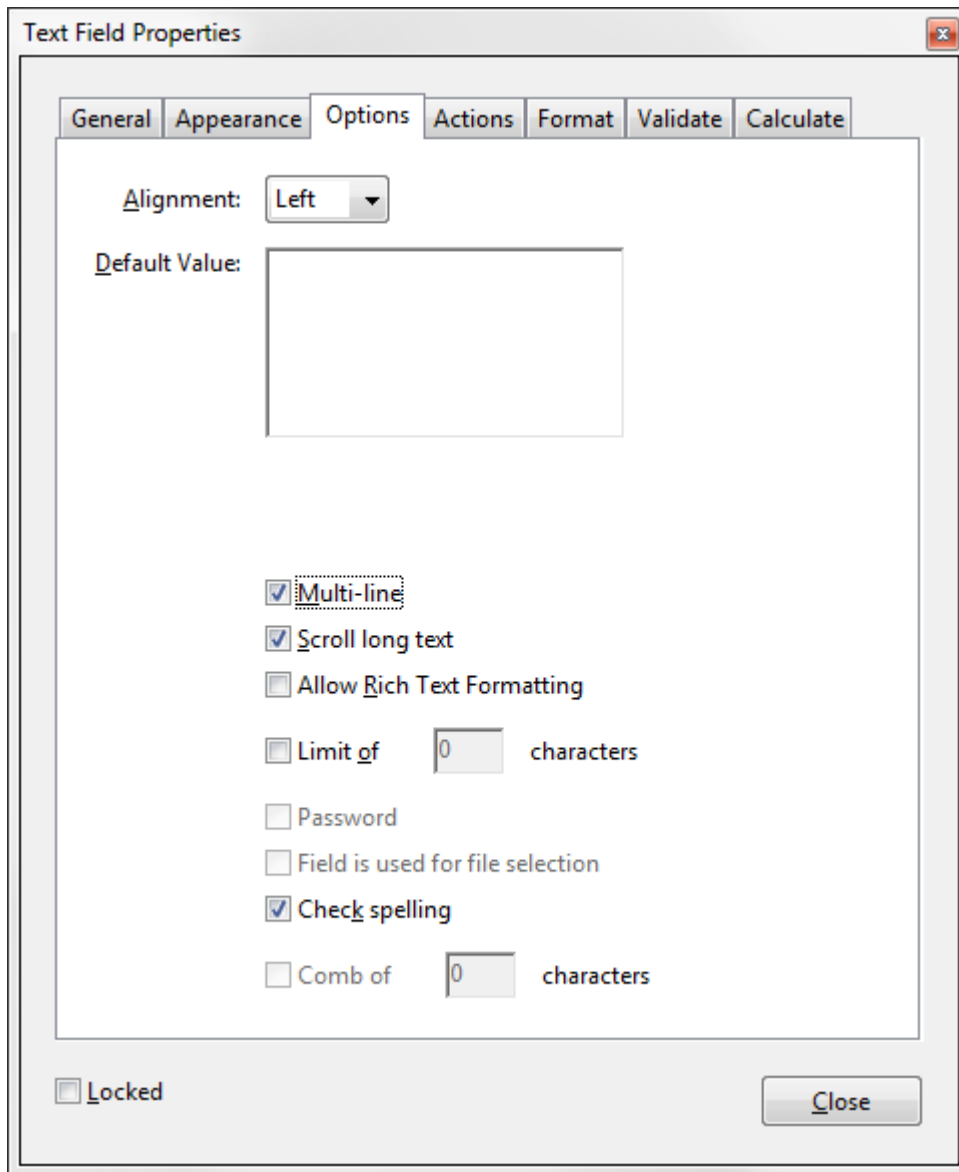 Text Field Properties
General Appearance Options Actions Format Validate Calculate
Alignment: Left
Default Value:
Multi-line
Scroll long text
Allow Rich Text Formatting
Limit of 0 characters
Password
Field is used for file selection
Check spelling
Comb of 0 characters
Locked
Close